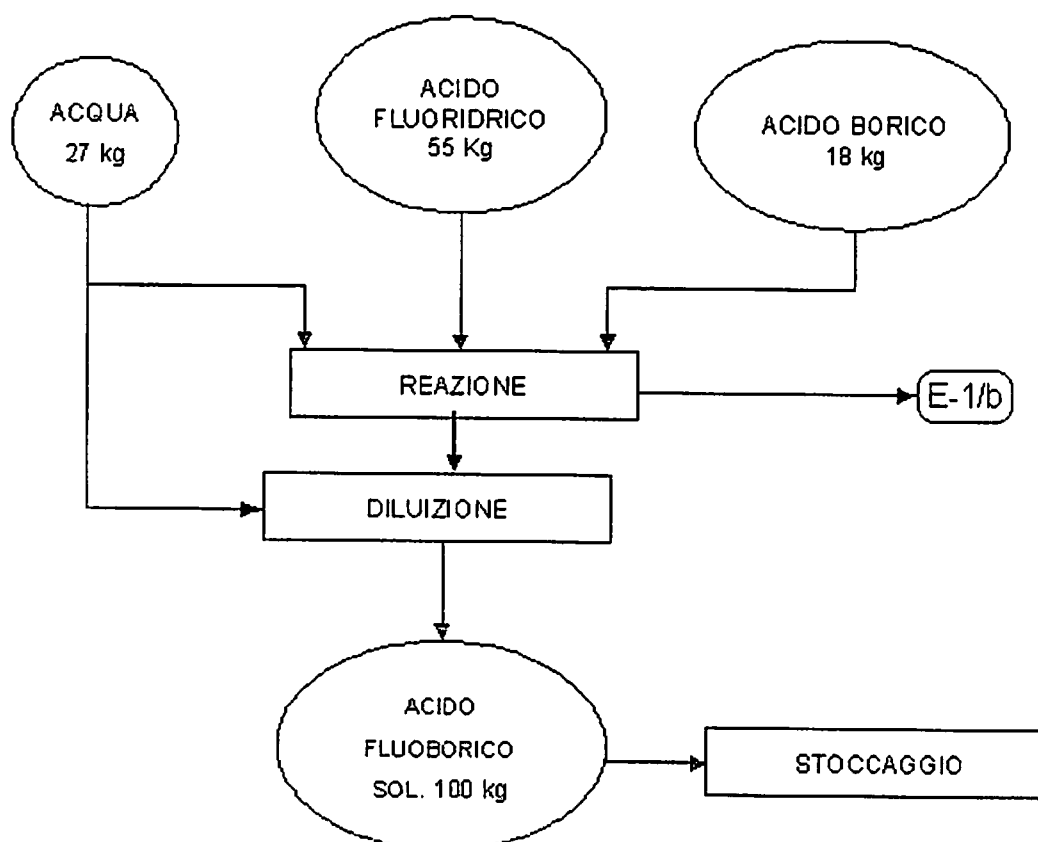 ACQUA
27 kg
ACIDO
FLUORIDRICO
55 Kg
ACIDO BORICO
18 kg
REAZIONE
E-1/b
DILUIZIONE
ACIDO
FLUOBORICO
SOL. 100 kg
STOCCAGGIO